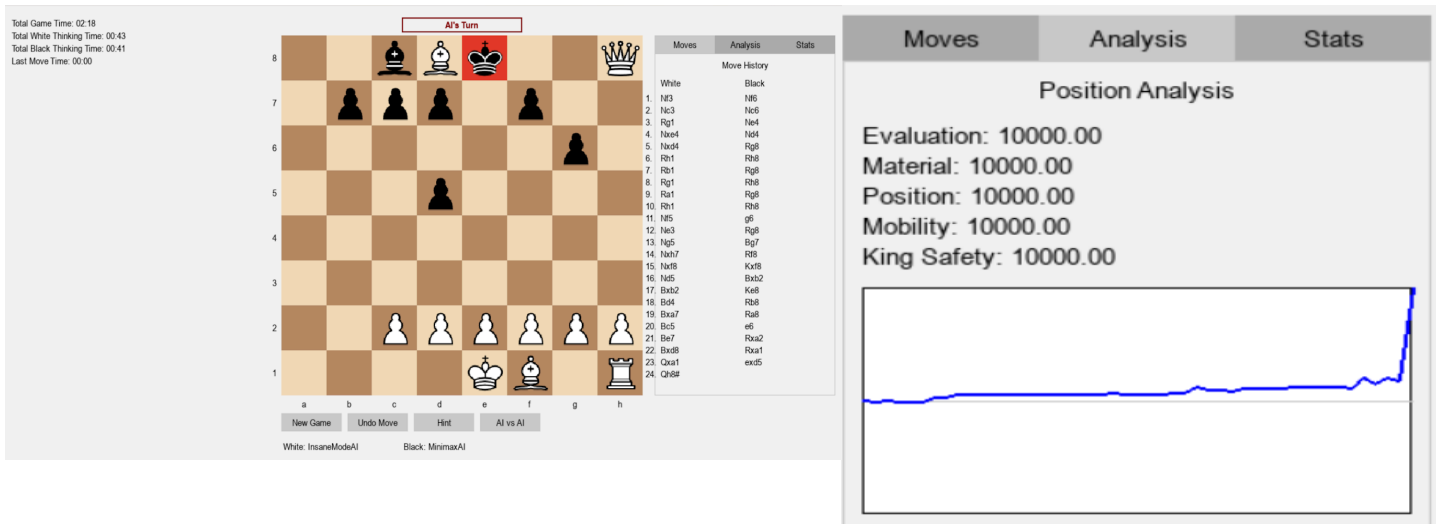 Total Game Time: 02:18
Total White Thinking Time: 00:43
Total Black Thinking Time: 00:41
Last Move Time: 00:00
AI's Turn
8
7
6
5
4
3
2
1
a b c d e f g h
New Game Undo Move Hint AI vs AI
White: InsaneModeAI Black: MinimaxAI
Moves Analysis Stats
Move History
White Black
1. Nf3 Nf6
2. Nc3 Nc6
3. Rg1 Ne4
4. Nxe4 Nd4
5. Nxd4 Rg8
6. Rh1 Rh8
7. Rb1 Rg8
8. Rg1 Rh8
9. Ra1 Rg8
10. Rh1 Rh8
11. Nf5 g6
12. Ne3 Rg8
13. Ng5 Bg7
14. Nxh7 Rf8
15. Nxf8 Kxf8
16. Nd5 Bxb2
17. Bxb2 Ke8
18. Bd4 Rb8
19. Bxa7 Ra8
20. Bc5 e6
21. Be7 Rxa2
22. Bxd8 Rxa1
23. Qxa1 exd5
24. Qh8#
Moves Analysis Stats
Position Analysis
Evaluation: 10000.00
Material: 10000.00
Position: 10000.00
Mobility: 10000.00
King Safety: 10000.00